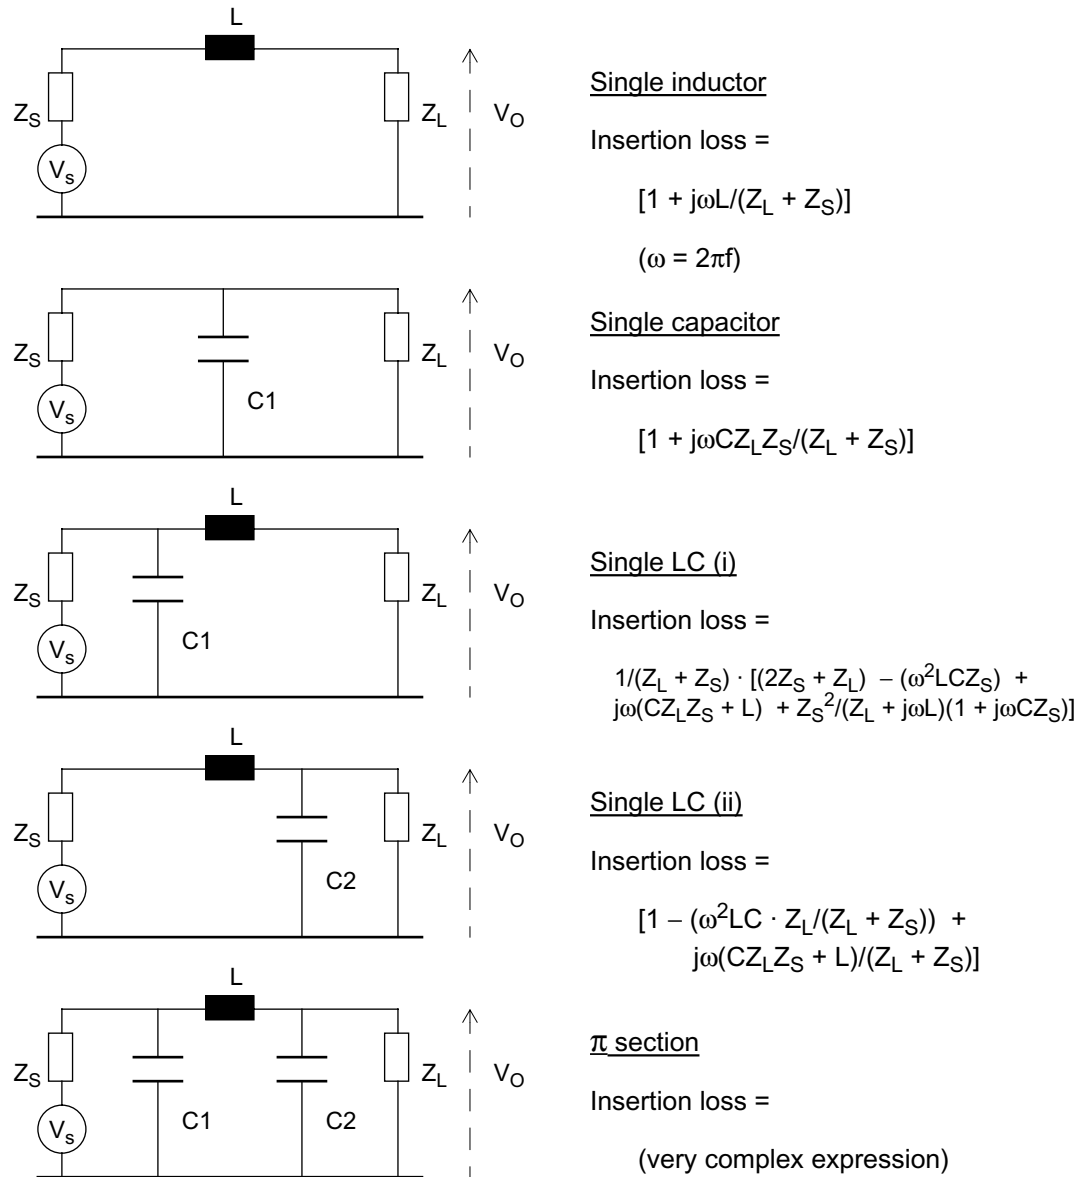 L
Z_S
V_s
Z_L
V_O
Single inductor
Insertion loss =
[1 + jωL/(Z_L + Z_S)]
(ω = 2πf)
Z_S
V_s
C1
Z_L
V_O
Single capacitor
Insertion loss =
[1 + jωCZ_LZ_S/(Z_L + Z_S)]
L
Z_S
V_s
C1
Z_L
V_O
Single LC (i)
Insertion loss =
1/(Z_L + Z_S) · [(2Z_S + Z_L) – (ω²LCZ_S) +
jω(CZ_LZ_S + L) + Z_S²/(Z_L + jωL)(1 + jωCZ_S)]
L
Z_S
V_s
C2
Z_L
V_O
Single LC (ii)
Insertion loss =
[1 – (ω²LC · Z_L/(Z_L + Z_S)) +
jω(CZ_LZ_S + L)/(Z_L + Z_S)]
L
Z_S
V_s
C1
C2
Z_L
V_O
π section
Insertion loss =
(very complex expression)